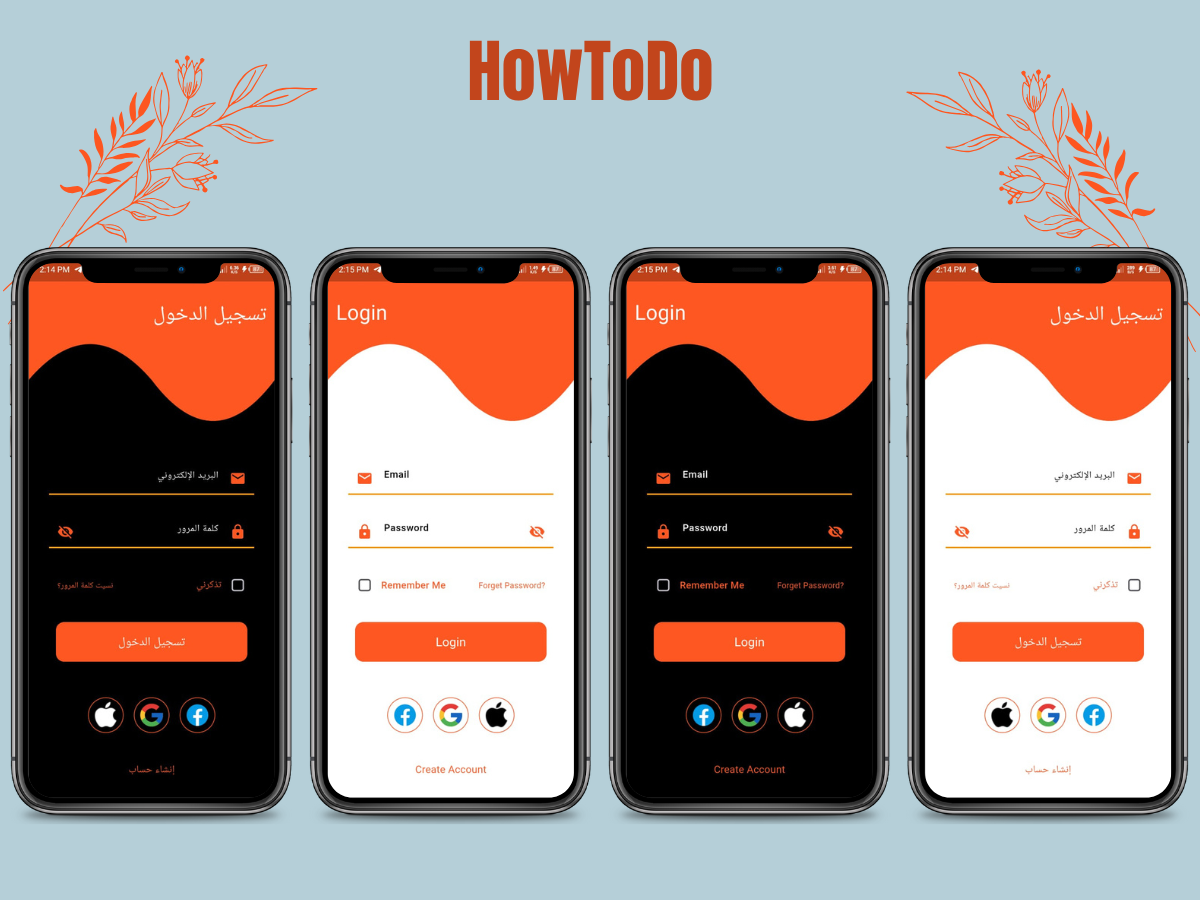 HowToDo
2:14 PM
تسجيل الدخول
البريد الإلكتروني
كلمة المرور
تذكرني
نسيت كلمة المرور؟
تسجيل الدخول
إنشاء حساب
2:15 PM
Login
Email
Password
Remember Me
Forget Password?
Login
Create Account
2:15 PM
Login
Email
Password
Remember Me
Forget Password?
Login
Create Account
2:14 PM
تسجيل الدخول
البريد الإلكتروني
كلمة المرور
تذكرني
نسيت كلمة المرور؟
تسجيل الدخول
إنشاء حساب